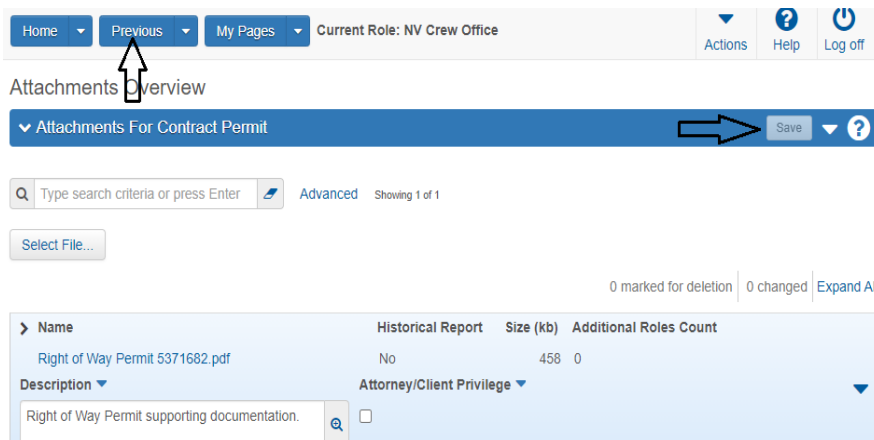 Home Previous My Pages Current Role: NV Crew Office Actions Help Log off
Attachments Overview
Attachments For Contract Permit Save
Type search criteria or press Enter Advanced Showing 1 of 1
Select File...
0 marked for deletion 0 changed Expand Al
Name Historical Report Size (kb) Additional Roles Count
Right of Way Permit 5371682.pdf No 458 0
Description Attorney/Client Privilege
Right of Way Permit supporting documentation.